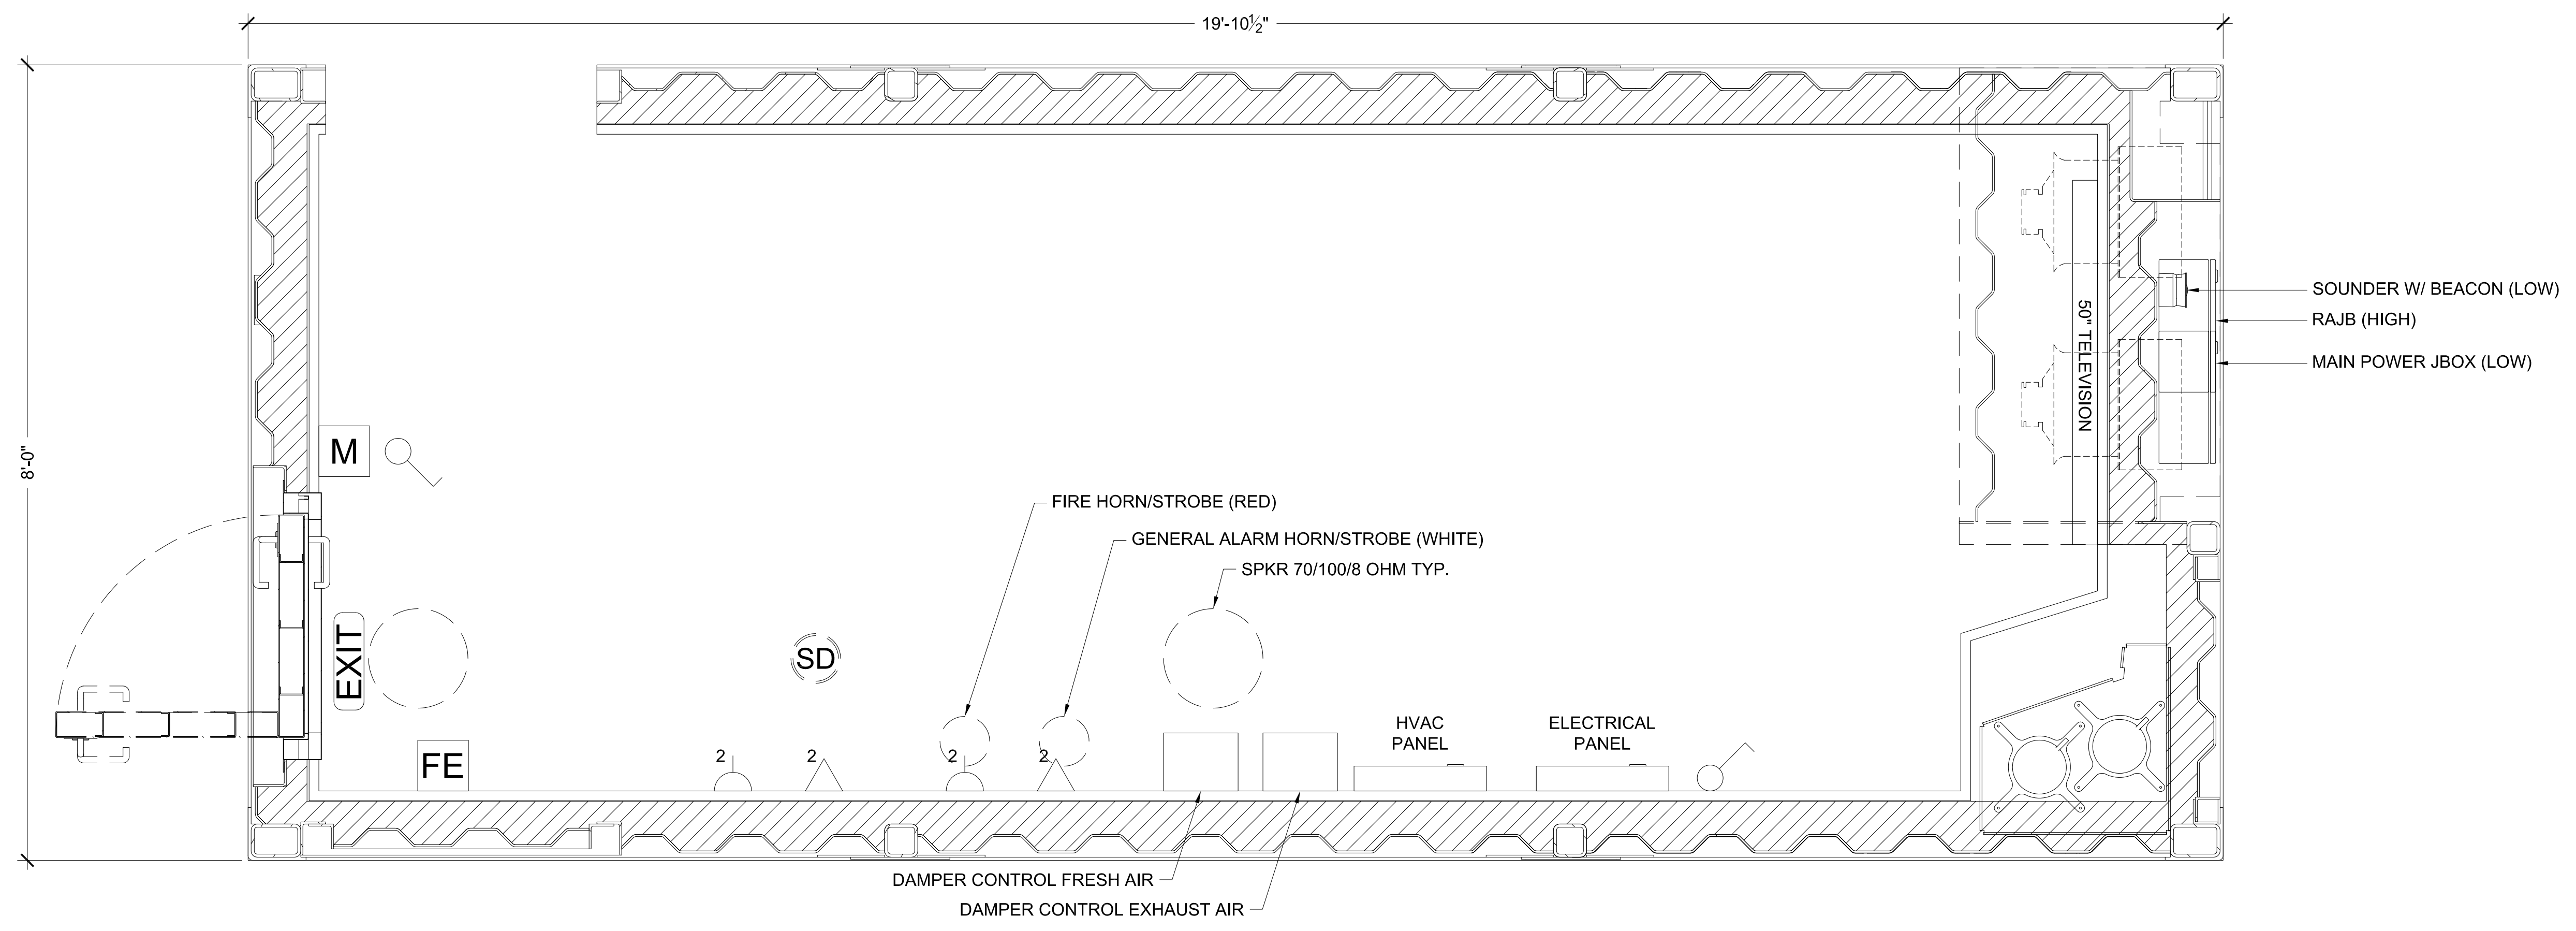 19'-10½"
8'-0"
SOUNDER W/ BEACON (LOW)
RAJB (HIGH)
MAIN POWER JBOX (LOW)
50" TELEVISION
M
FIRE HORN/STROBE (RED)
GENERAL ALARM HORN/STROBE (WHITE)
SPKR 70/100/8 OHM TYP.
EXIT
SD
HVAC
PANEL
ELECTRICAL
PANEL
FE
2
2
2
2
DAMPER CONTROL FRESH AIR
DAMPER CONTROL EXHAUST AIR